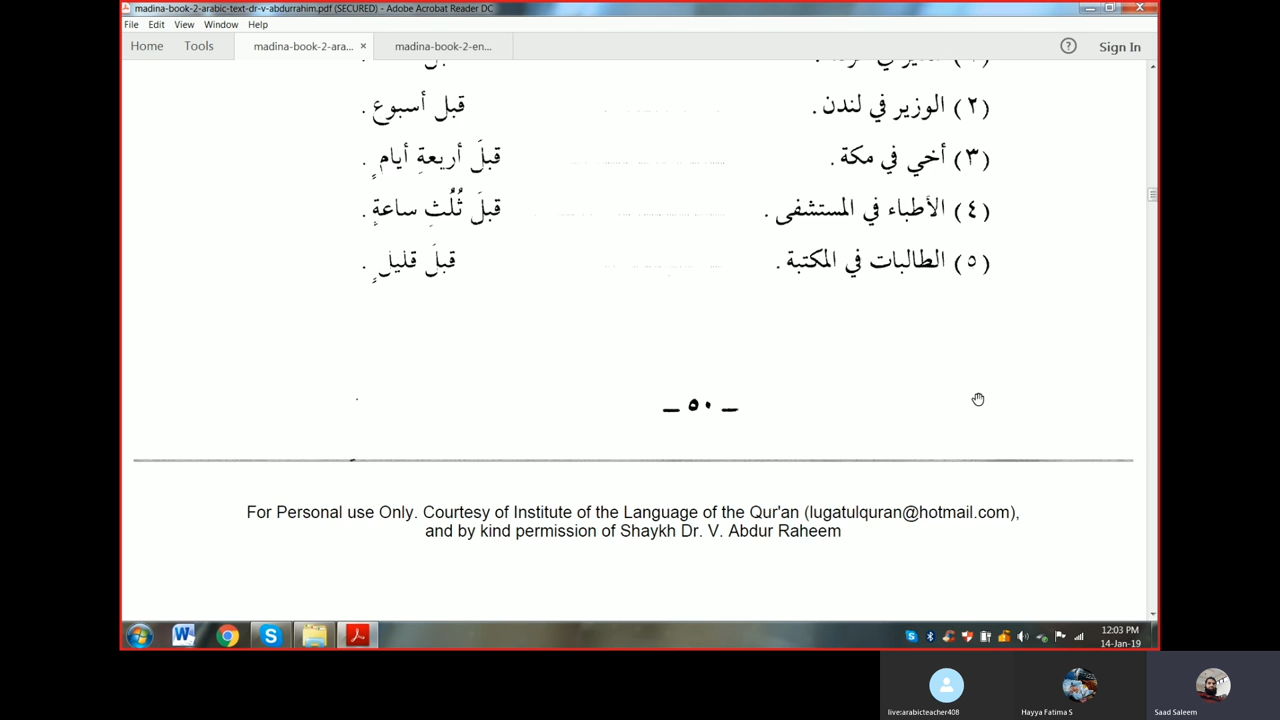 madina-book-2-arabic-text-dr-v-abdurrahim.pdf (SECURED) - Adobe Acrobat Reader DC
File Edit View Window Help
Home Tools madina-book-2-ara... × madina-book-2-en... ? Sign In
(٢) الوزير في لندن . قبل أسبوع .
(٣) أخي في مكة . قبلَ أربعةِ أيامٍ .
(٤) الأطباء في المستشفى . قبلَ ثُلُثِ ساعةٍ .
(٥) الطالبات في المكتبة . قبلَ قليلٍ .
– ٥٠ –
For Personal use Only. Courtesy of Institute of the Language of the Qur'an (lugatulquran@hotmail.com),
and by kind permission of Shaykh Dr. V. Abdur Raheem
12:03 PM
14-Jan-19
live:arabicteacher408 Hayya Fatima S Saad Saleem